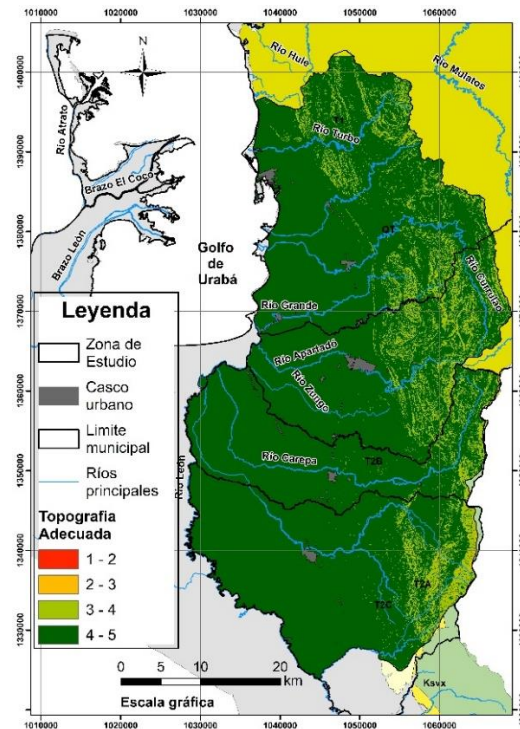 1010000 1020000 1030000 1040000 1050000 1060000
N
1400000
1390000
1380000
1370000
1360000
1350000
1340000
1330000
Río Hule
Río Mulatos
Río Atrato
Río Turbo
Brazo El Coco
Brazo León
Golfo
de
Urabá
Río Grande
Río Currulao
Río Apartadó
Río Zungo
Río Carepa
Río León
T2B
T2A
T2C
Ksvx
Leyenda
Zona de
Estudio
Casco
urbano
Limite
municipal
Ríos
principales
Topografia
Adecuada
1 - 2
2 - 3
3 - 4
4 - 5
0 5 10 20
km
Escala gráfica
1010000 1020000 1030000 1040000 1050000 1060000